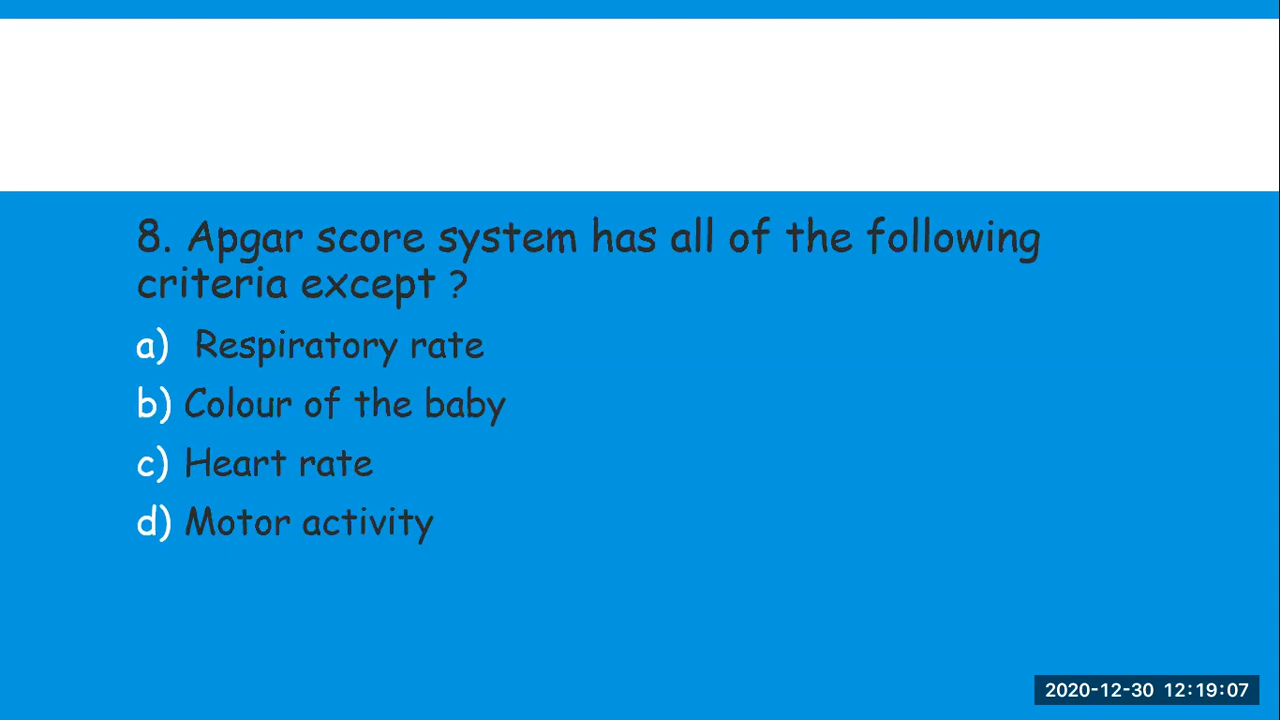 8. Apgar score system has all of the following
criteria except ?
a) Respiratory rate
b) Colour of the baby
c) Heart rate
d) Motor activity
2020-12-30 12:19:07